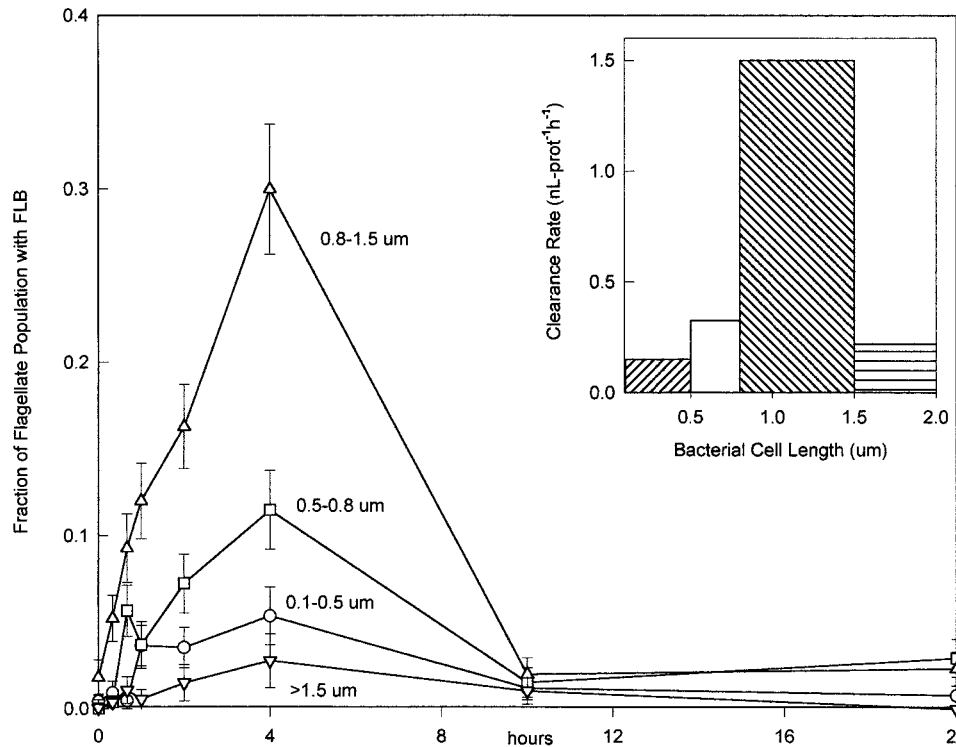 0.4
0.3
0.2
0.1
0.0
Fraction of Flagellate Population with FLB
0.8-1.5 um
0.5-0.8 um
0.1-0.5 um
>1.5 um
0
4
8
hours
12
16
2
1.5
1.0
0.5
0.0
Clearance Rate (nL-prot⁻¹h⁻¹)
0.5
1.0
1.5
2.0
Bacterial Cell Length (um)